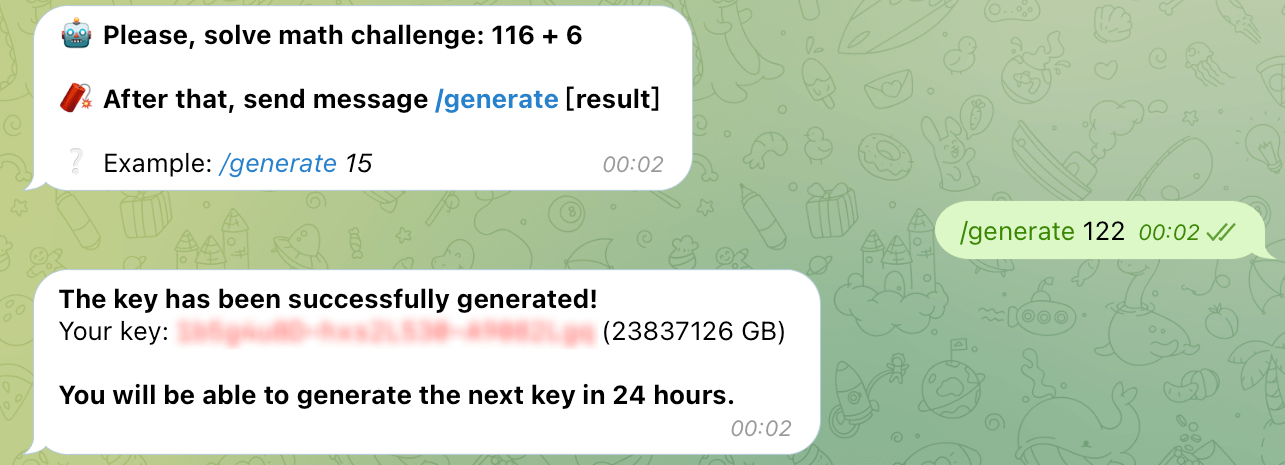 🤖 Please, solve math challenge: 116 + 6
🧨 After that, send message /generate [result]
❔ Example: /generate 15 00:02
/generate 122 00:02
The key has been successfully generated!
Your key: (23837126 GB)
You will be able to generate the next key in 24 hours.
00:02